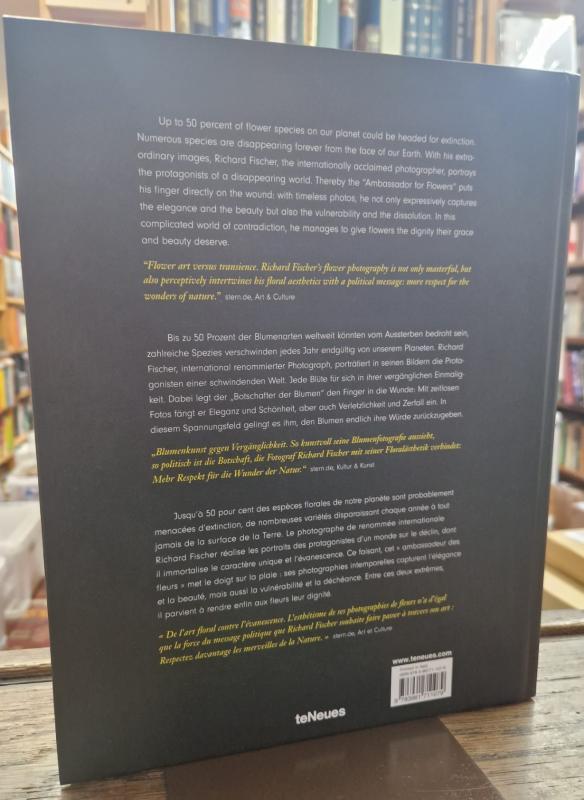 Up to 50 percent of flower species on our planet could be headed for extinction.
Numerous species are disappearing forever from the face of our Earth. With his extra-
ordinary images, Richard Fischer, the internationally acclaimed photographer, portrays
the protagonists of a disappearing world. Thereby the "Ambassador for Flowers" puts
his finger directly on the wound: with timeless photos, he not only expressively captures
the elegance and the beauty but also the vulnerability and the dissolution. In this
complicated world of contradiction, he manages to give flowers the dignity their grace
and beauty deserve.
"Flower art versus transience. Richard Fischer's flower photography is not only masterful, but
also perceptively intertwines his floral aesthetics with a political message: more respect for the
wonders of nature." stern.de, Art & Culture
Bis zu 50 Prozent der Blumenarten weltweit könnten vom Aussterben bedroht sein,
zahlreiche Spezies verschwinden jedes Jahr endgültig von unserem Planeten. Richard
Fischer, international renommierter Photograph, porträtiert in seinen Bildern die Prota-
gonisten einer schwindenden Welt. Jede Blüte für sich in ihrer vergänglichen Einmalig-
keit. Dabei legt der „Botschafter der Blumen" den Finger in die Wunde: Mit zeitlosen
Fotos fängt er Eleganz und Schönheit, aber auch Verletzlichkeit und Zerfall ein. In
diesem Spannungsfeld gelingt es ihm, den Blumen endlich ihre Würde zurückzugeben.
„Blumenkunst gegen Vergänglichkeit. So kunstvoll seine Blumenfotografie aussieht,
so politisch ist die Botschaft, die Fotograf Richard Fischer mit seiner Floralästhetik verbindet:
Mehr Respekt für die Wunder der Natur." stern.de, Kultur & Kunst
Jusqu'à 50 pour cent des espèces florales de notre planète sont probablement
menacées d'extinction, de nombreuses variétés disparaissant chaque année à tout
jamais de la surface de la Terre. Le photographe de renommée internationale
Richard Fischer réalise les portraits des protagonistes d'un monde sur le déclin, dont
il immortalise le caractère unique et l'évanescence. Ce faisant, cet « ambassadeur des
fleurs » met le doigt sur la plaie : ses photographies intemporelles capturent l'élégance
et la beauté, mais aussi la vulnérabilité et la déchéance. Entre ces deux extrêmes,
il parvient à rendre enfin aux fleurs leur dignité.
« De l'art floral contre l'évanescence. L'esthétisme de ses photographies de fleurs n'a d'égal
que la force du message politique que Richard Fischer souhaite faire passer à travers son art :
Respectez davantage les merveilles de la Nature. » stern.de, Art et Culture
www.teneues.com
teNeues